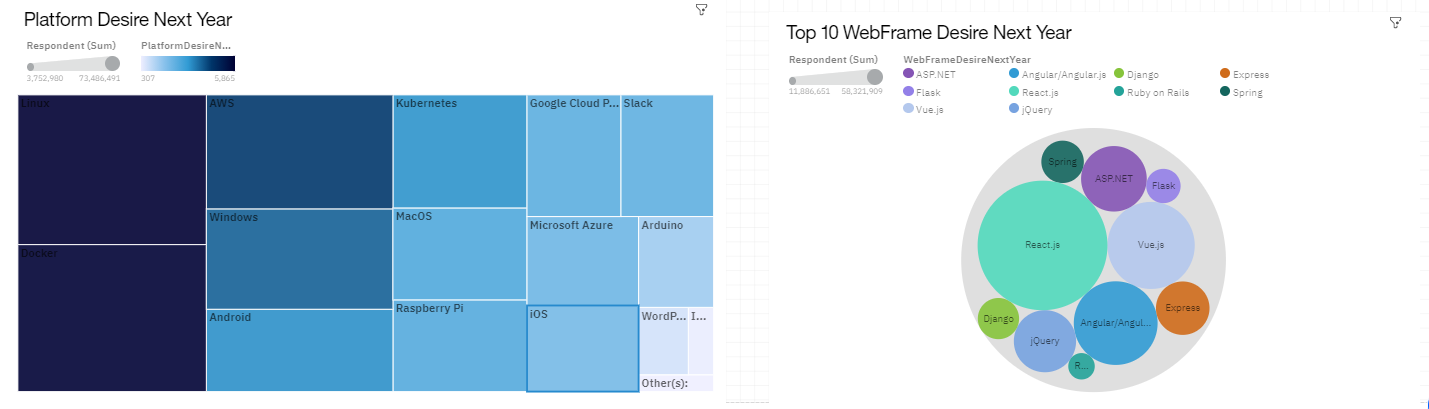 Platform Desire Next Year
Respondent (Sum)
3,752,980 73,486,491
PlatformDesireN...
307 5,865
Linux
AWS
Kubernetes
Google Cloud P...
Slack
Windows
MacOS
Microsoft Azure
Arduino
Docker
Android
Raspberry Pi
iOS
WordP...
I...
Other(s):
Top 10 WebFrame Desire Next Year
Respondent (Sum)
11,886,651 58,321,909
WebFrameDesireNextYear
ASP.NET
Angular/Angular.js
Django
Express
Flask
React.js
Ruby on Rails
Spring
Vue.js
jQuery
Spring
ASP.NET
Flask
React.js
Vue.js
Django
jQuery
Angular/Angul...
Express
R...